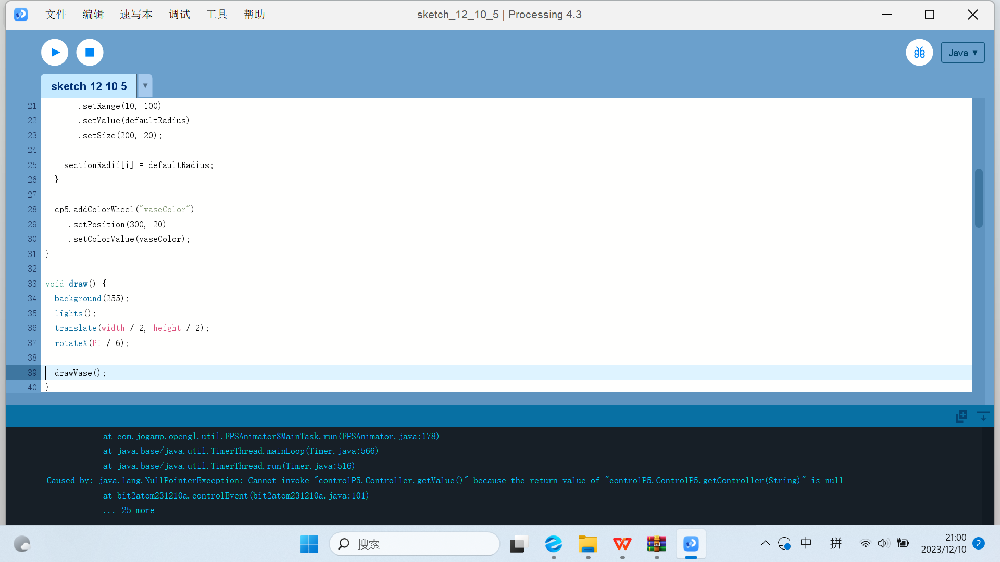 文件 编辑 速写本 调试 工具 帮助 sketch_12_10_5 | Processing 4.3
Java ▾
sketch 12 10 5 ▾
21 .setRange(10, 100)
22 .setValue(defaultRadius)
23 .setSize(200, 20);
24
25 sectionRadii[i] = defaultRadius;
26 }
27
28 cp5.addColorWheel("vaseColor")
29 .setPosition(300, 20)
30 .setColorValue(vaseColor);
31 }
32
33 void draw() {
34 background(255);
35 lights();
36 translate(width / 2, height / 2);
37 rotateX(PI / 6);
38
39 drawVase();
40 }
at com.jogamp.opengl.util.FPSAnimator$MainTask.run(FPSAnimator.java:178)
at java.base/java.util.TimerThread.mainLoop(Timer.java:566)
at java.base/java.util.TimerThread.run(Timer.java:516)
Caused by: java.lang.NullPointerException: Cannot invoke "controlP5.Controller.getValue()" because the return value of "controlP5.ControlP5.getController(String)" is null
at bit2atom231210a.controlEvent(bit2atom231210a.java:101)
... 25 more
搜索 中 拼 21:00 2
2023/12/10